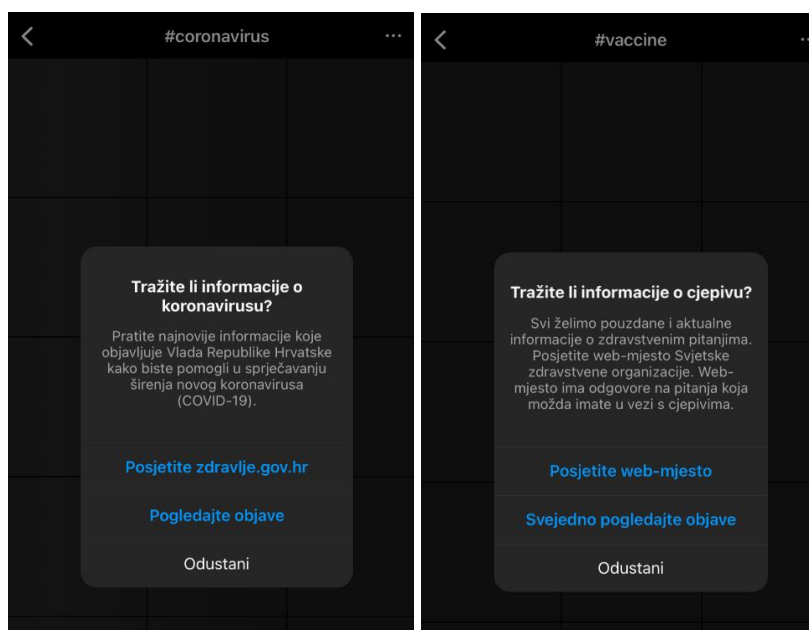 #coronavirus
Tražite li informacije o
koronavirusu?
Pratite najnovije informacije koje
objavljuje Vlada Republike Hrvatske
kako biste pomogli u sprječavanju
širenja novog koronavirusa
(COVID-19).
Posjetite zdravlje.gov.hr
Pogledajte objave
Odustani
#vaccine
Tražite li informacije o cjepivu?
Svi želimo pouzdane i aktualne
informacije o zdravstvenim pitanjima.
Posjetite web-mjesto Svjetske
zdravstvene organizacije. Web-
mjesto ima odgovore na pitanja koja
možda imate u vezi s cjepivima.
Posjetite web-mjesto
Svejedno pogledajte objave
Odustani